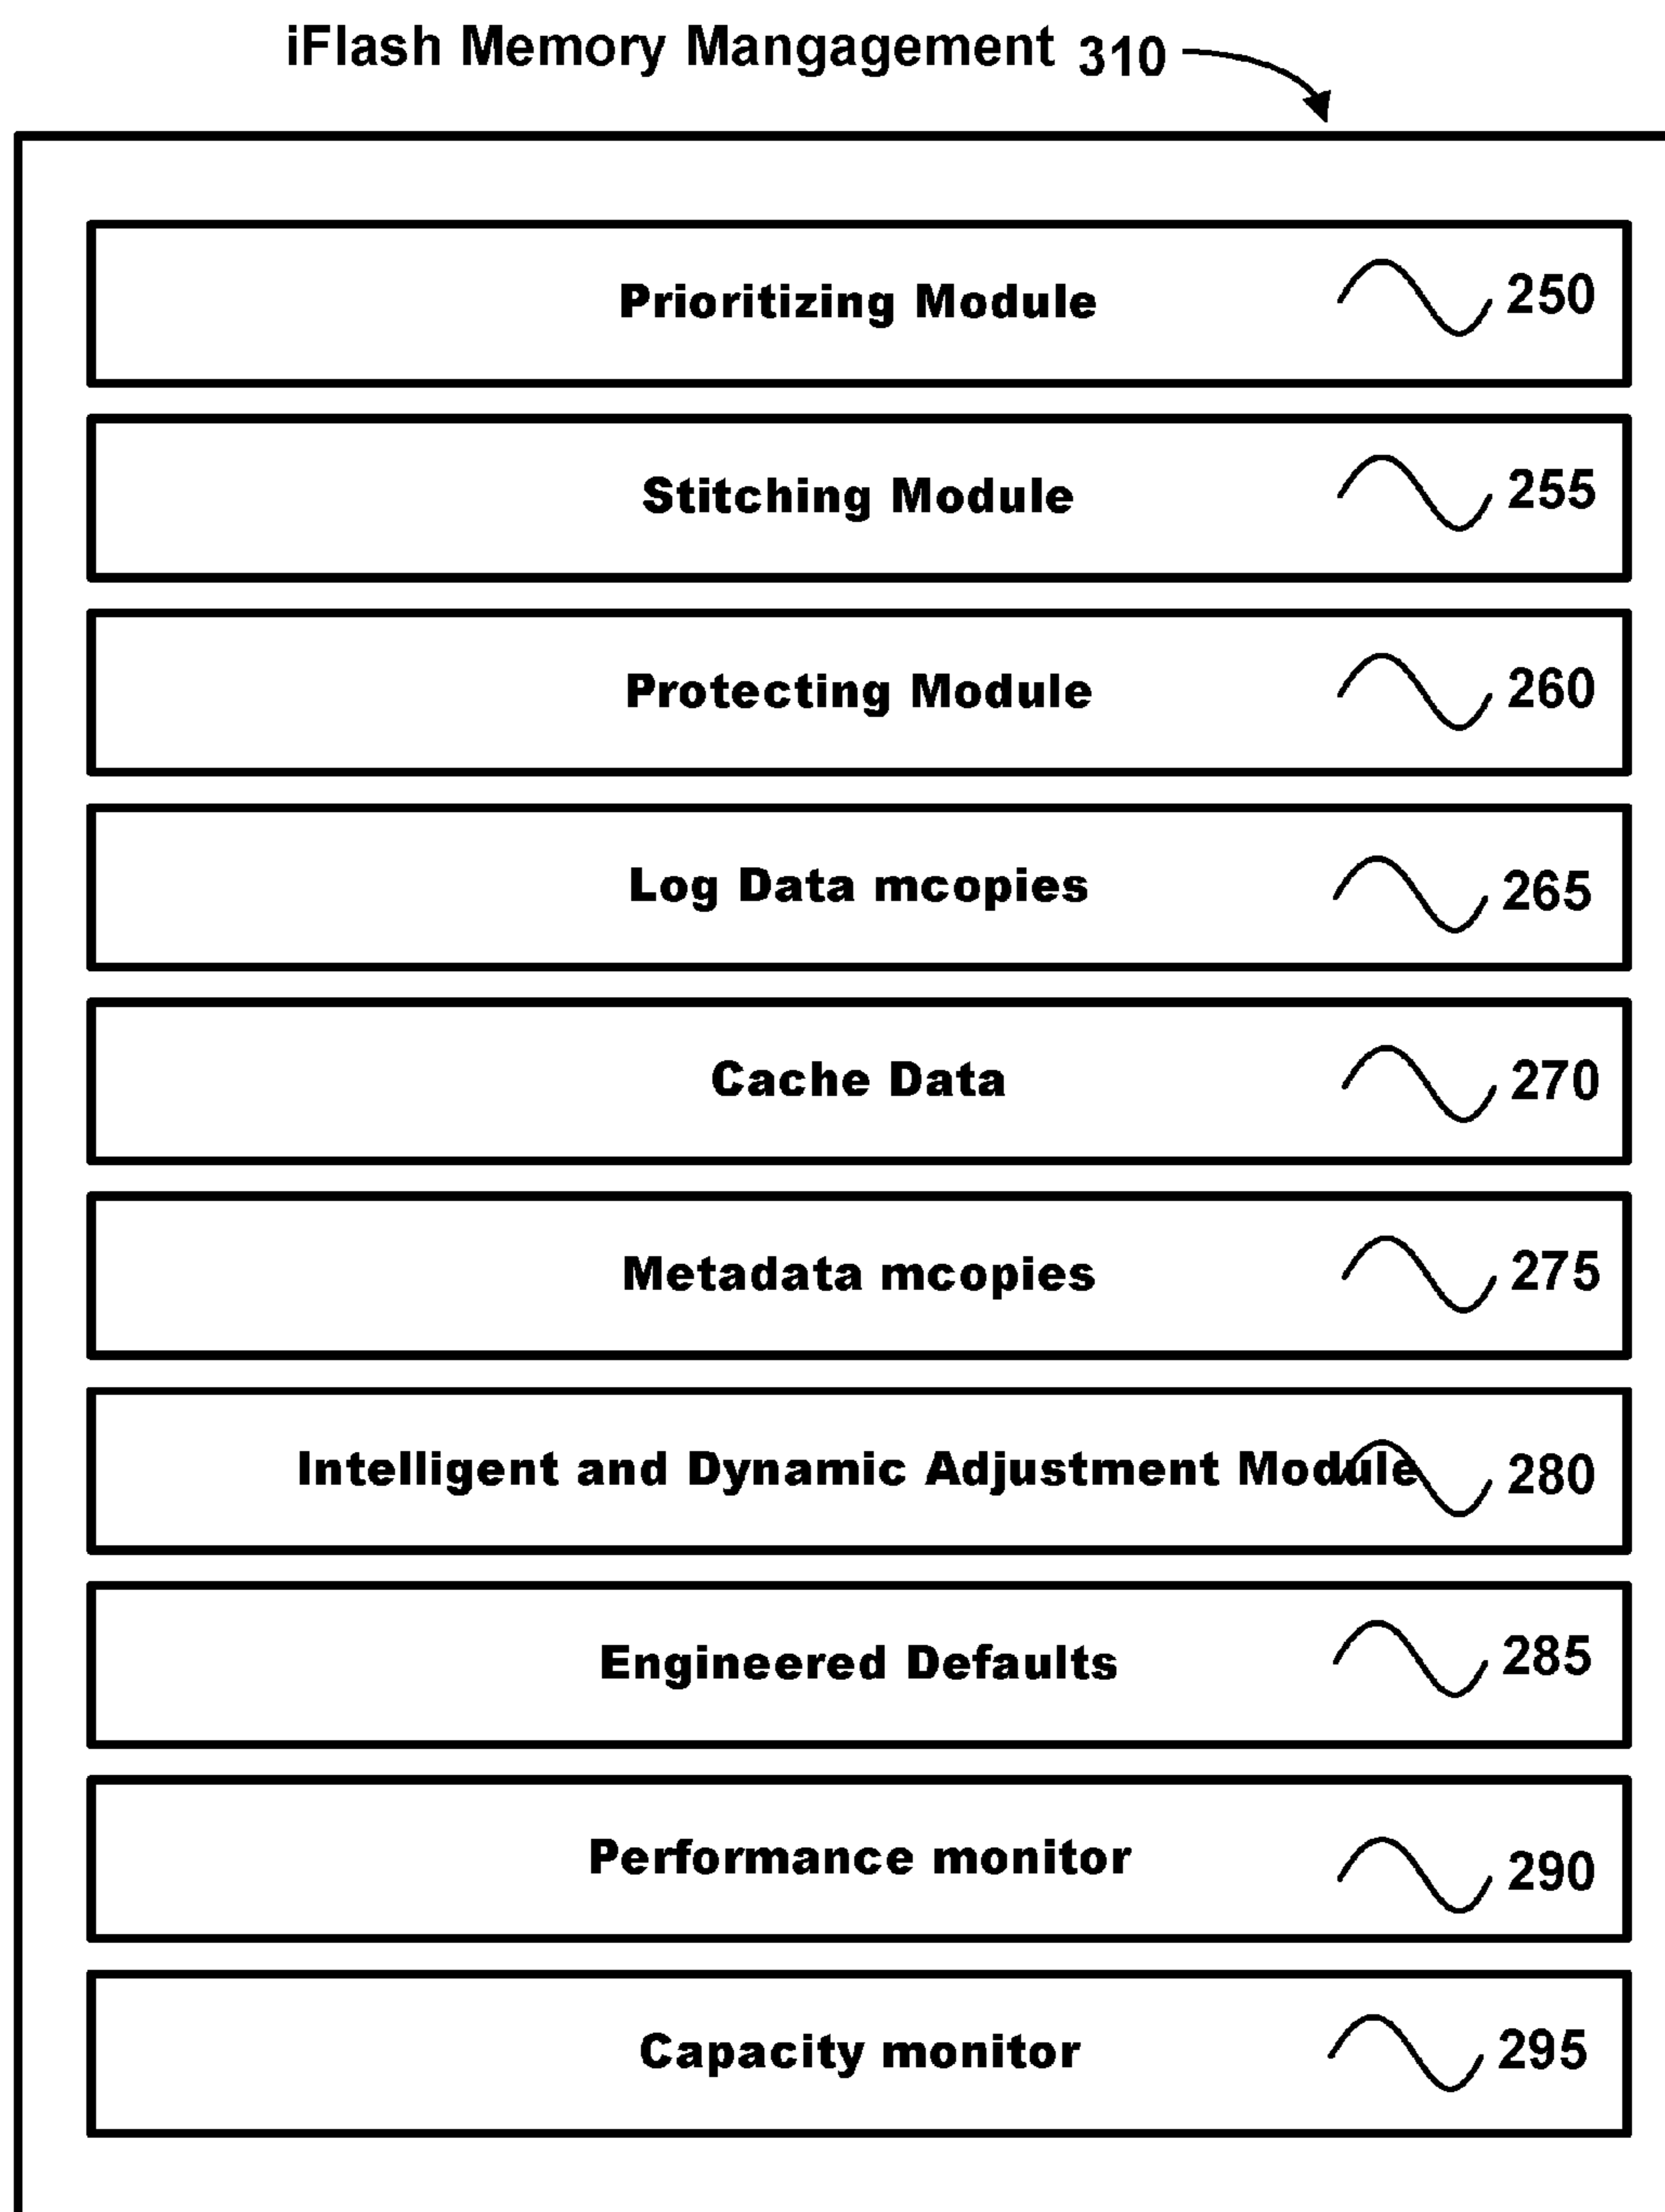 iFlash Memory Mangagement 310
Prioritizing Module 250
Stitching Module 255
Protecting Module 260
Log Data mcopies 265
Cache Data 270
Metadata mcopies 275
Intelligent and Dynamic Adjustment Module 280
Engineered Defaults 285
Performance monitor 290
Capacity monitor 295